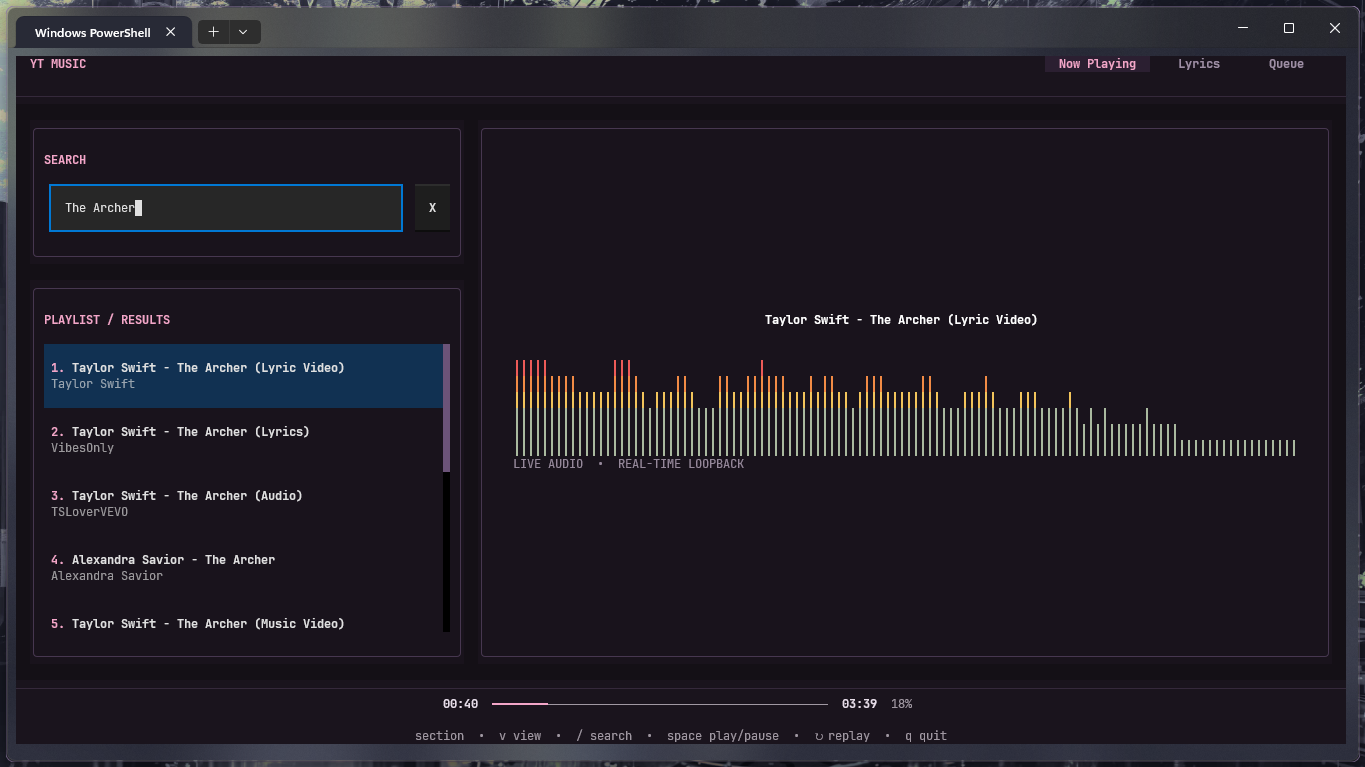 Windows PowerShell
YT MUSIC
Now Playing Lyrics Queue
SEARCH
The Archer
X
PLAYLIST / RESULTS
1. Taylor Swift - The Archer (Lyric Video)
Taylor Swift
2. Taylor Swift - The Archer (Lyrics)
VibesOnly
3. Taylor Swift - The Archer (Audio)
TSLoverVEVO
4. Alexandra Savior - The Archer
Alexandra Savior
5. Taylor Swift - The Archer (Music Video)
Taylor Swift - The Archer (Lyric Video)
LIVE AUDIO • REAL-TIME LOOPBACK
00:40 03:39 18%
section • v view • / search • space play/pause • ↻ replay • q quit